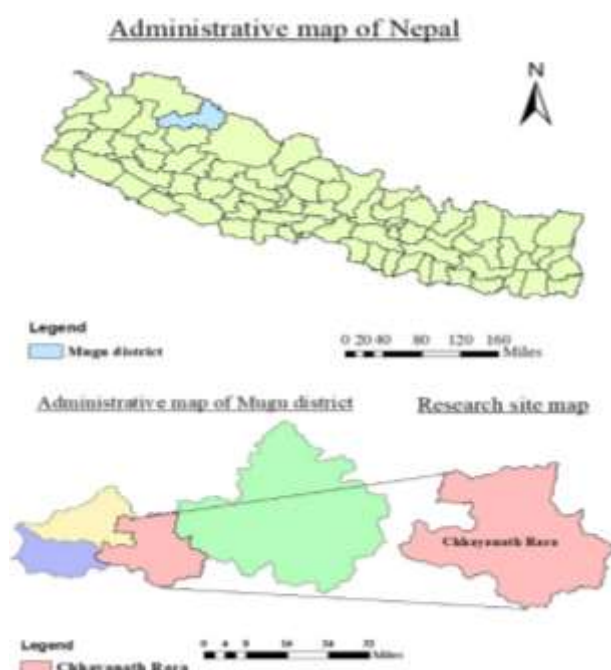 Administrative map of Nepal
N
Legend
Mugu district
0 20 40 80 120 160
Miles
Administrative map of Mugu district
Research site map
Chhayanath Rara
Legend
Chhayanath Rara
Miles